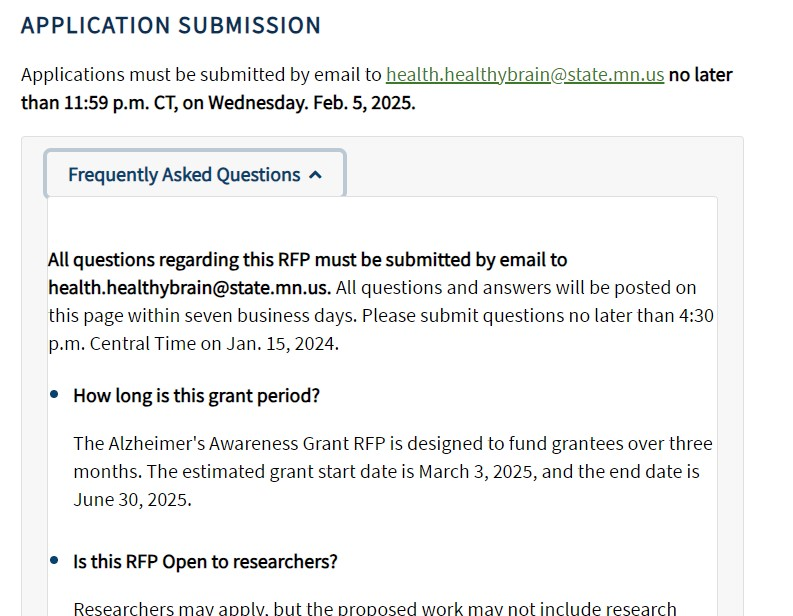 APPLICATION SUBMISSION
Applications must be submitted by email to health.healthybrain@state.mn.us no later
than 11:59 p.m. CT, on Wednesday. Feb. 5, 2025.
Frequently Asked Questions
All questions regarding this RFP must be submitted by email to
health.healthybrain@state.mn.us. All questions and answers will be posted on
this page within seven business days. Please submit questions no later than 4:30
p.m. Central Time on Jan. 15, 2024.
• How long is this grant period?
The Alzheimer's Awareness Grant RFP is designed to fund grantees over three
months. The estimated grant start date is March 3, 2025, and the end date is
June 30, 2025.
• Is this RFP Open to researchers?
Researchers may apply, but the proposed work may not include research